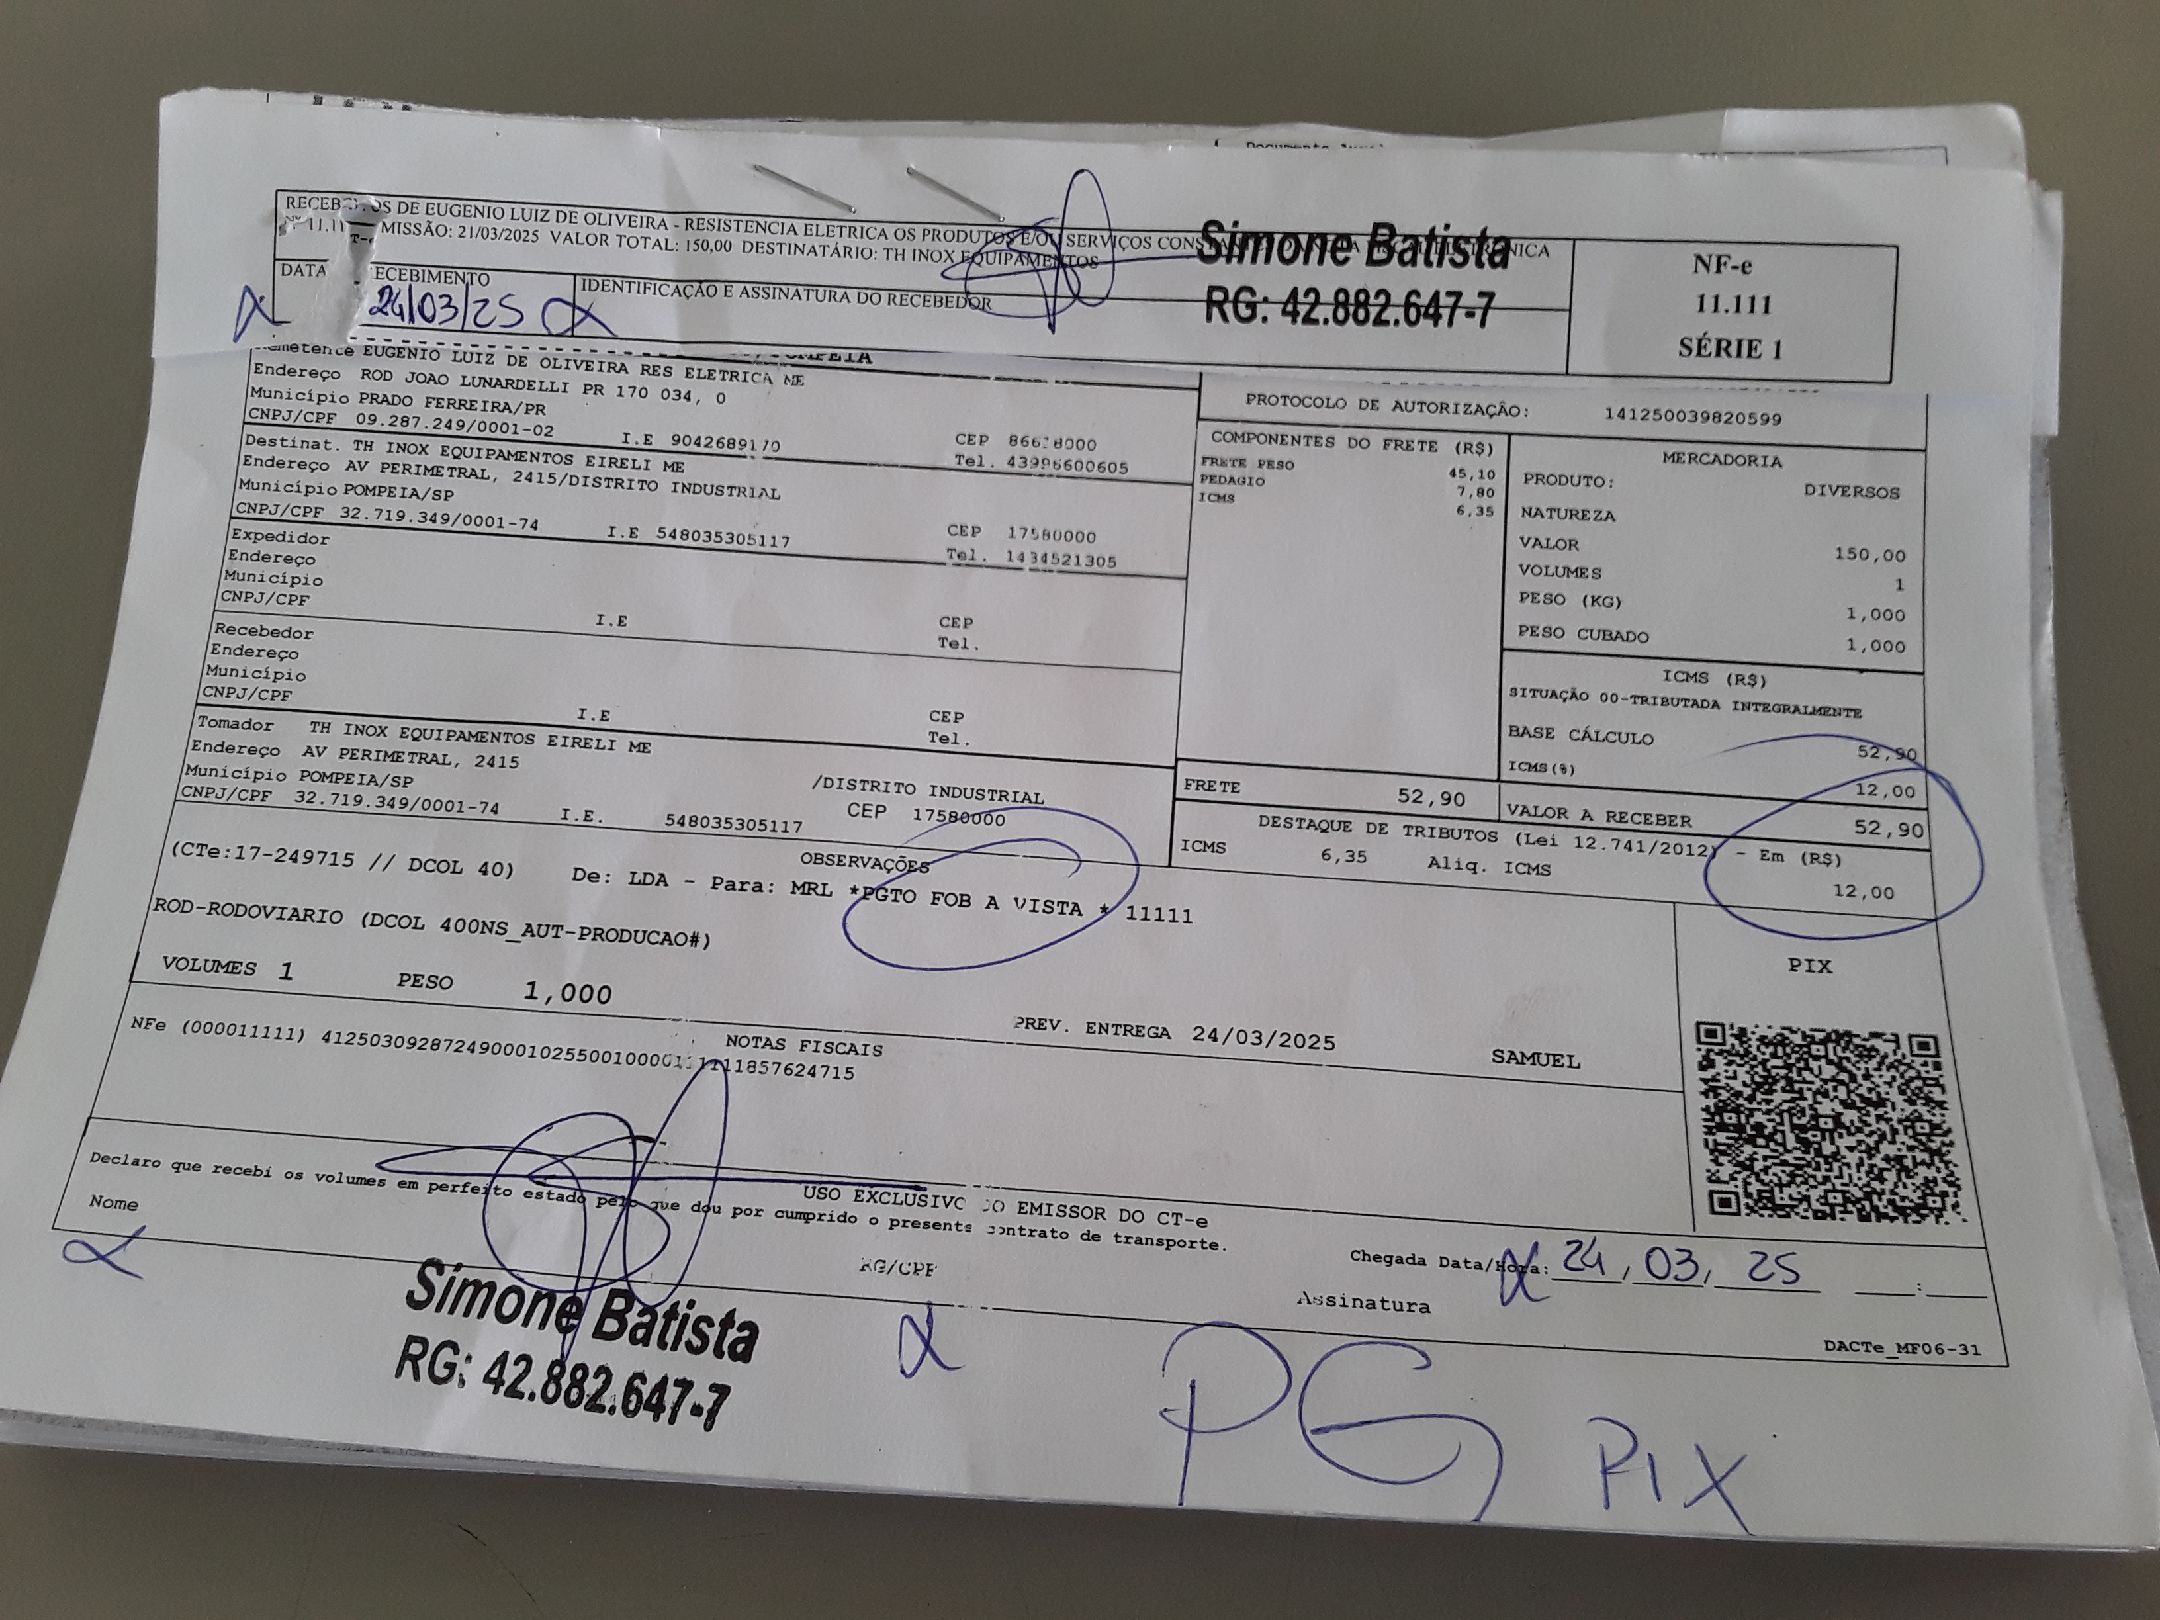 RECEBEMOS DE EUGENIO LUIZ DE OLIVEIRA - RESISTENCIA ELETRICA OS PRODUTOS E/OU SERVIÇOS
EMISSÃO: 21/03/2025 VALOR TOTAL: 150,00 DESTINATÁRIO: TH INOX EQUIPAMENTOS
Simone Batista
RG: 42.882.647-7
NF-e
11.111
SÉRIE 1
DATA RECEBIMENTO
24/03/25
IDENTIFICAÇÃO E ASSINATURA DO RECEBEDOR
Remetente EUGENIO LUIZ DE OLIVEIRA RES ELETRICA ME
Endereço ROD JOAO LUNARDELLI PR 170 034, 0
Município PRADO FERREIRA/PR
CNPJ/CPF 09.287.249/0001-02 I.E CEP
Tel. 43996600605
Destinat. TH INOX EQUIPAMENTOS EIRELI ME
Endereço AV PERIMETRAL, 2415/DISTRITO INDUSTRIAL
Município POMPEIA/SP
CNPJ/CPF 32.719.349/0001-74 I.E 548035305117 CEP 17580000
Tel. 1434521305
Expedidor
Endereço
Município
CNPJ/CPF I.E CEP
Tel.
Recebedor
Endereço
Município
CNPJ/CPF I.E CEP
Tel.
Tomador TH INOX EQUIPAMENTOS EIRELI ME
Endereço AV PERIMETRAL, 2415 /DISTRITO INDUSTRIAL
Município POMPEIA/SP CEP 17580000
CNPJ/CPF 32.719.349/0001-74 I.E. 548035305117
PROTOCOLO DE AUTORIZAÇÃO: 141250039820599
COMPONENTES DO FRETE (R$)
FRETE PESO 45,10
PEDAGIO 7,80
ICMS 6,35
MERCADORIA
PRODUTO: DIVERSOS
NATUREZA
VALOR 150,00
VOLUMES 1
PESO (KG) 1,000
PESO CUBADO 1,000
ICMS (R$)
SITUAÇÃO 00-TRIBUTADA INTEGRALMENTE
BASE CÁLCULO 52,90
ICMS(%) 12,00
FRETE 52,90 VALOR A RECEBER 52,90
DESTAQUE DE TRIBUTOS (Lei 12.741/2012) - Em (R$)
ICMS 6,35 Aliq. ICMS 12,00
OBSERVAÇÕES
(CTe:17-249715 // DCOL 40) De: LDA - Para: MRL *PGTO FOB A VISTA * 11111
ROD-RODOVIARIO (DCOL 400NS_AUT-PRODUCAO#)
VOLUMES 1 PESO 1,000 PREV. ENTREGA 24/03/2025 SAMUEL
PIX
NOTAS FISCAIS
NFe (000011111) 41250309287249000102550010000111111857624715
USO EXCLUSIVO DO EMISSOR DO CT-e
Declaro que recebi os volumes em perfeito estado pelo que dou por cumprido o presente contrato de transporte.
Nome RG/CPF Assinatura
Chegada Data/Hora: 24, 03, 25 :
Simone Batista
RG: 42.882.647-7
DACTe_MF06-31
PG PIX